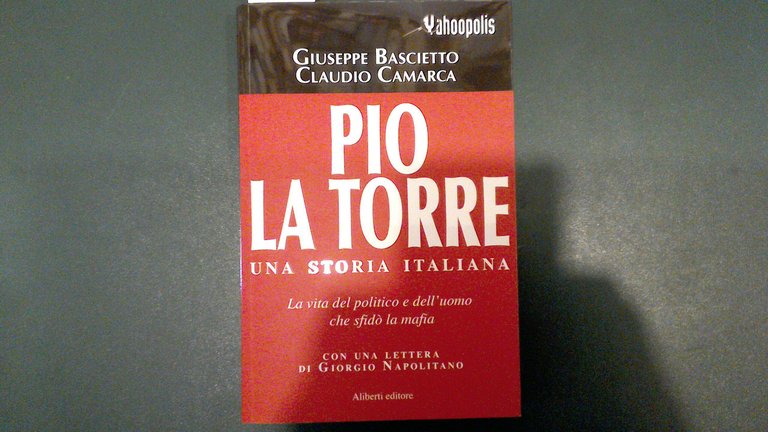 Yahoopolis
Giuseppe Bascietto
Claudio Camarca
PIO
LA TORRE
UNA STORIA ITALIANA
La vita del politico e dell'uomo
che sfidò la mafia
CON UNA LETTERA
DI GIORGIO NAPOLITANO
Aliberti editore